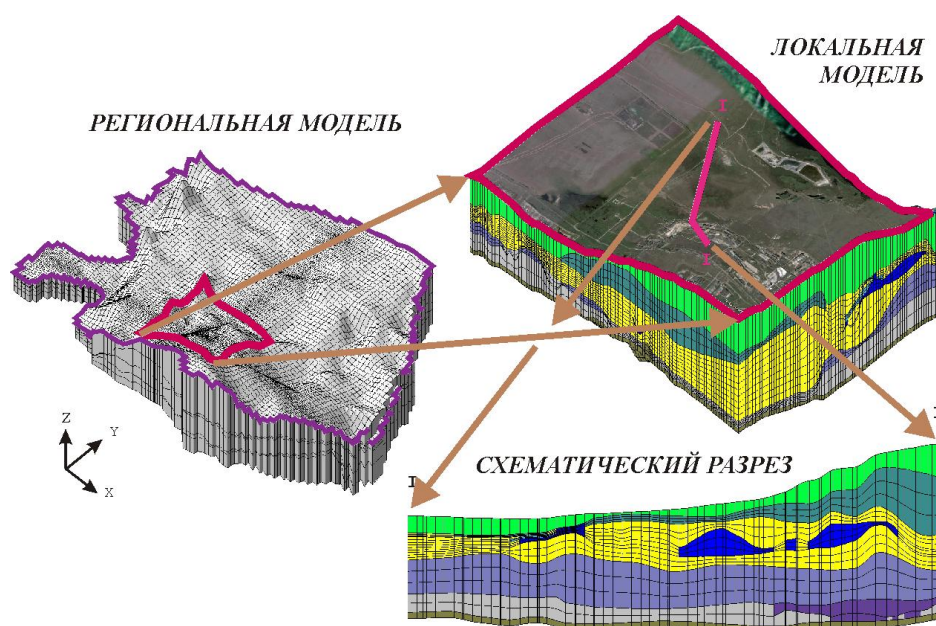 ЛОКАЛЬНАЯ
МОДЕЛЬ
РЕГИОНАЛЬНАЯ МОДЕЛЬ
I
I
Z
Y
X
I
I
СХЕМАТИЧЕСКИЙ РАЗРЕЗ